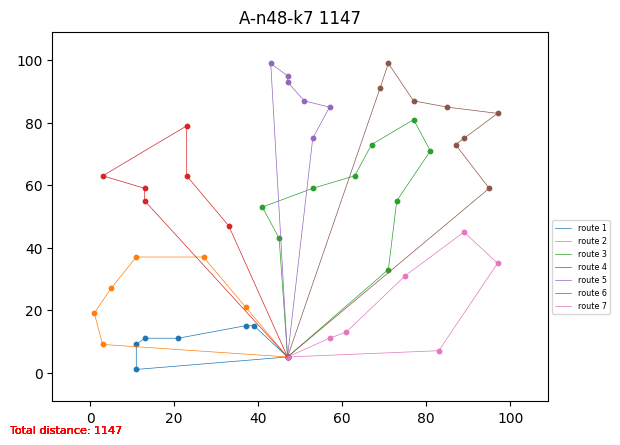 A-n48-k7 1147
100
80
60
40
20
0
0 20 40 60 80 100
route 1
route 2
route 3
route 4
route 5
route 6
route 7
Total distance: 1147